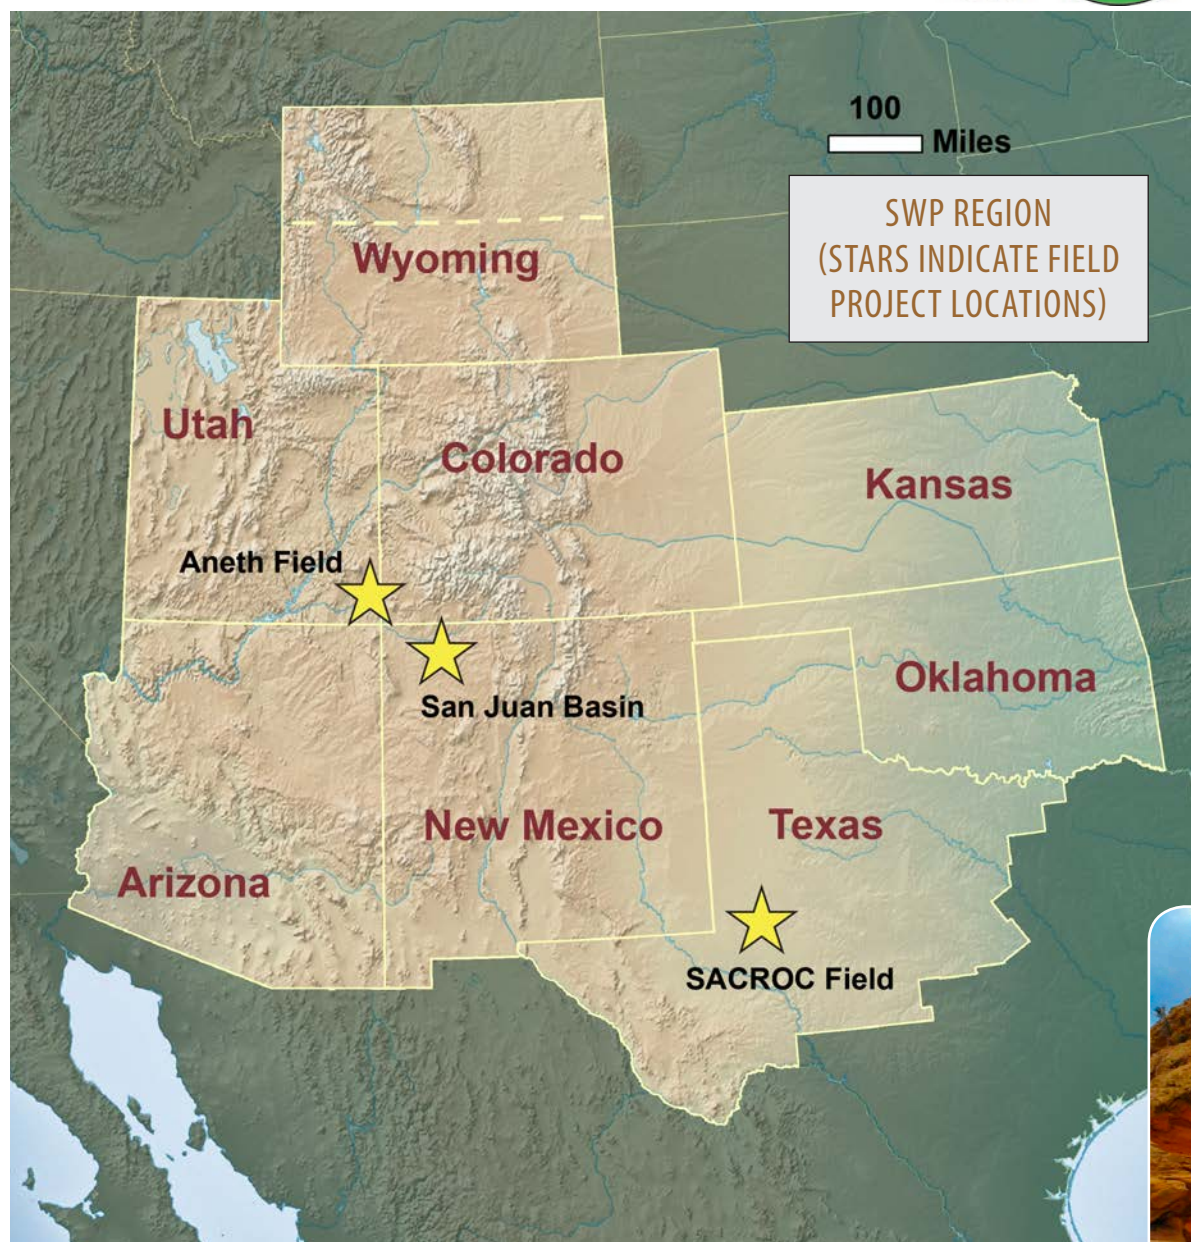 100
Miles
SWP REGION
(STARS INDICATE FIELD
PROJECT LOCATIONS)
Wyoming
Utah
Colorado
Kansas
Aneth Field
San Juan Basin
Oklahoma
New Mexico
Texas
Arizona
SACROC Field